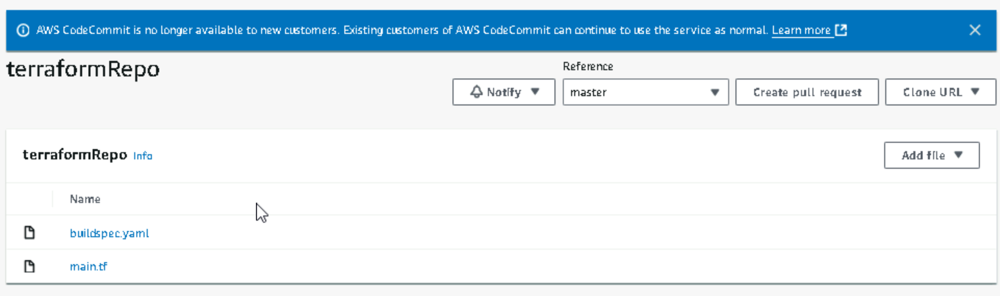 AWS CodeCommit is no longer available to new customers. Existing customers of AWS CodeCommit can continue to use the service as normal. Learn more
terraformRepo
Reference
Notify
master
Create pull request
Clone URL
terraformRepo Info
Add file
Name
buildspec.yaml
main.tf